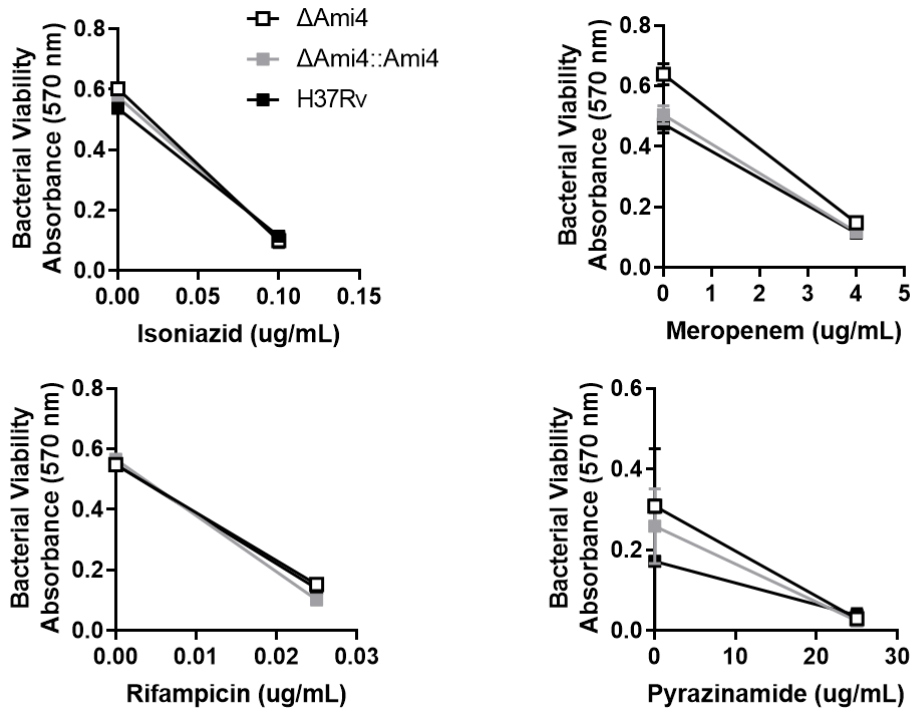 ΔAmi4
ΔAmi4::Ami4
H37Rv
Bacterial Viability
Absorbance (570 nm)
0.8
0.6
0.4
0.2
0.0
0.00 0.05 0.10 0.15
Isoniazid (ug/mL)
Bacterial Viability
Absorbance (570 nm)
0.8
0.6
0.4
0.2
0.0
0 1 2 3 4 5
Meropenem (ug/mL)
Bacterial Viability
Absorbance (570 nm)
0.8
0.6
0.4
0.2
0.0
0.00 0.01 0.02 0.03
Rifampicin (ug/mL)
Bacterial Viability
Absorbance (570 nm)
0.6
0.4
0.2
0.0
0 10 20 30
Pyrazinamide (ug/mL)